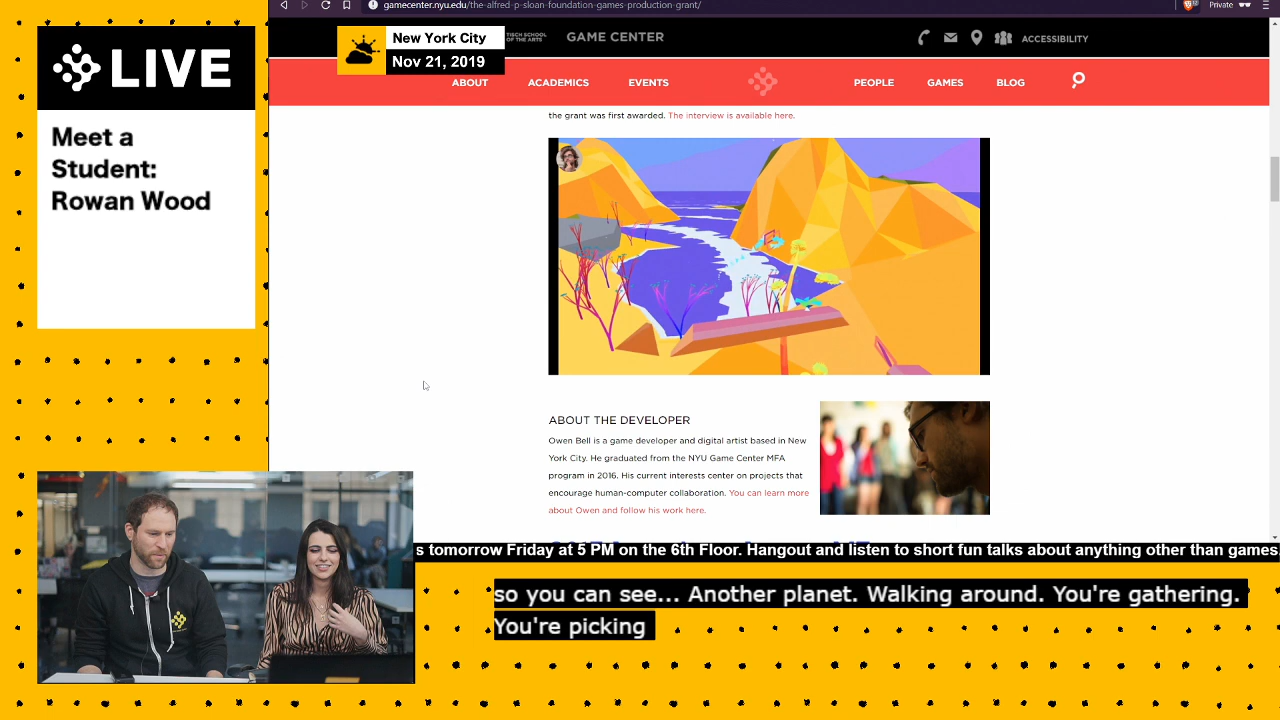 gamecenter.nyu.edu/the-alfred-p-sloan-foundation-games-production-grant/
Private
LIVE
Meet a
Student:
Rowan Wood
New York City
Nov 21, 2019
TISCH SCHOOL
OF THE ARTS
GAME CENTER
ACCESSIBILITY
ABOUT
ACADEMICS
EVENTS
PEOPLE
GAMES
BLOG
the grant was first awarded. The interview is available here.
ABOUT THE DEVELOPER
Owen Bell is a game developer and digital artist based in New
York City. He graduated from the NYU Game Center MFA
program in 2016. His current interests center on projects that
encourage human-computer collaboration. You can learn more
about Owen and follow his work here.
s tomorrow Friday at 5 PM on the 6th Floor. Hangout and listen to short fun talks about anything other than games.
so you can see... Another planet. Walking around. You're gathering.
You're picking